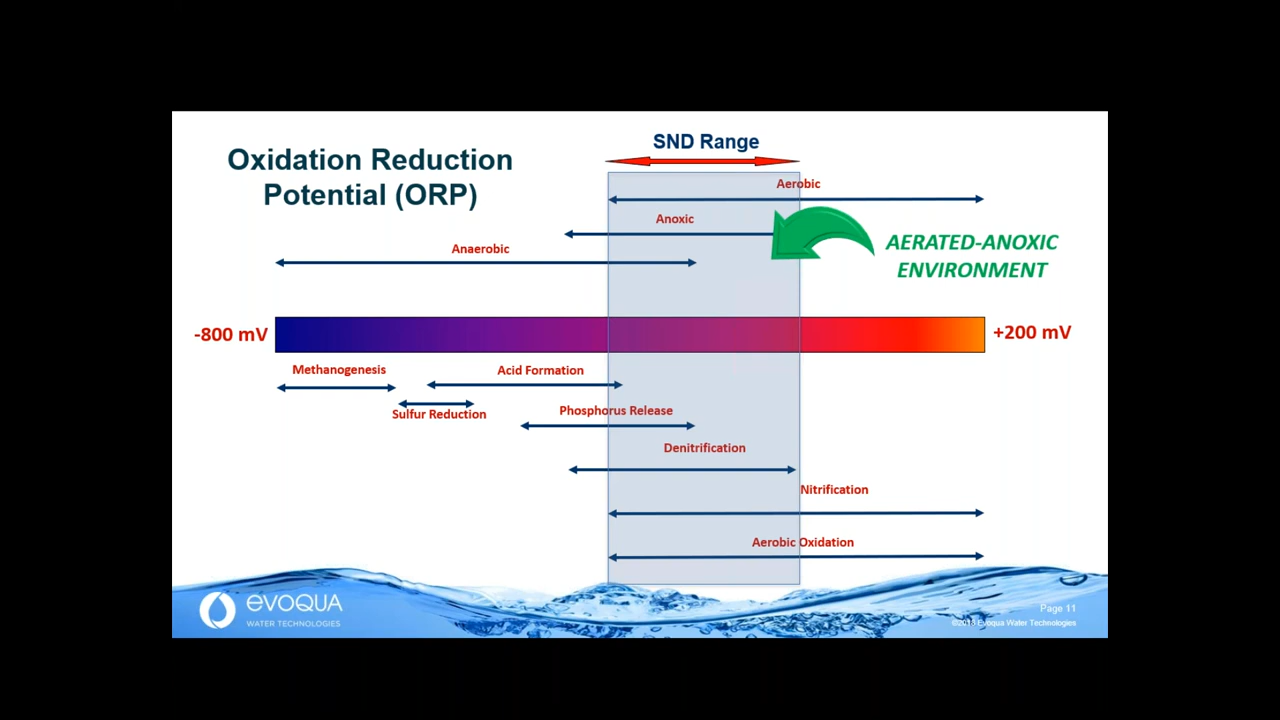 Oxidation Reduction
Potential (ORP)
SND Range
Aerobic
Anoxic
Anaerobic
AERATED-ANOXIC
ENVIRONMENT
-800 mV
+200 mV
Methanogenesis
Acid Formation
Sulfur Reduction
Phosphorus Release
Denitrification
Nitrification
Aerobic Oxidation
evoQUA
WATER TECHNOLOGIES
Page 11
©2018 Evoqua Water Technologies